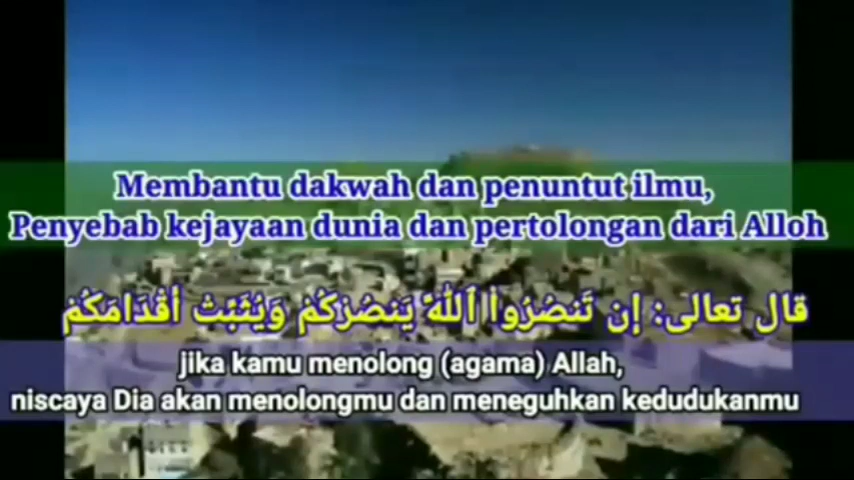 Membantu dakwah dan penuntut ilmu,
Penyebab kejayaan dunia dan pertolongan dari Alloh
قال تعالى: إِن تَنصُرُوا۟ ٱللَّهَ يَنصُرْكُمْ وَيُثَبِّتْ أَقْدَامَكُمْ
jika kamu menolong (agama) Allah,
niscaya Dia akan menolongmu dan meneguhkan kedudukanmu